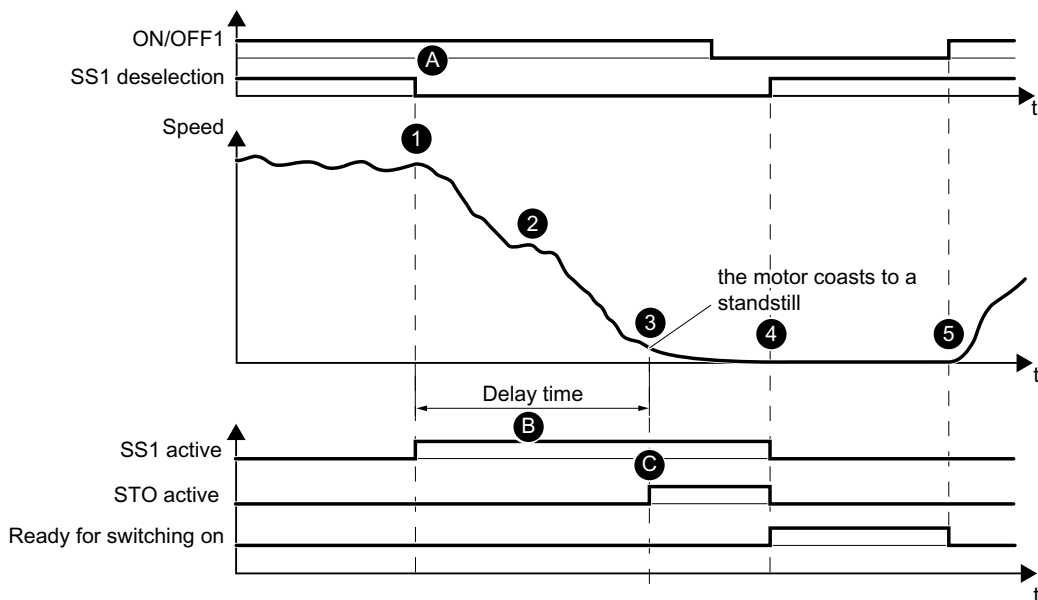 ON/OFF1
A
SS1 deselection
t
Speed
1
2
the motor coasts to a
standstill
3
4
5
t
Delay time
B
SS1 active
C
STO active
Ready for switching on
t